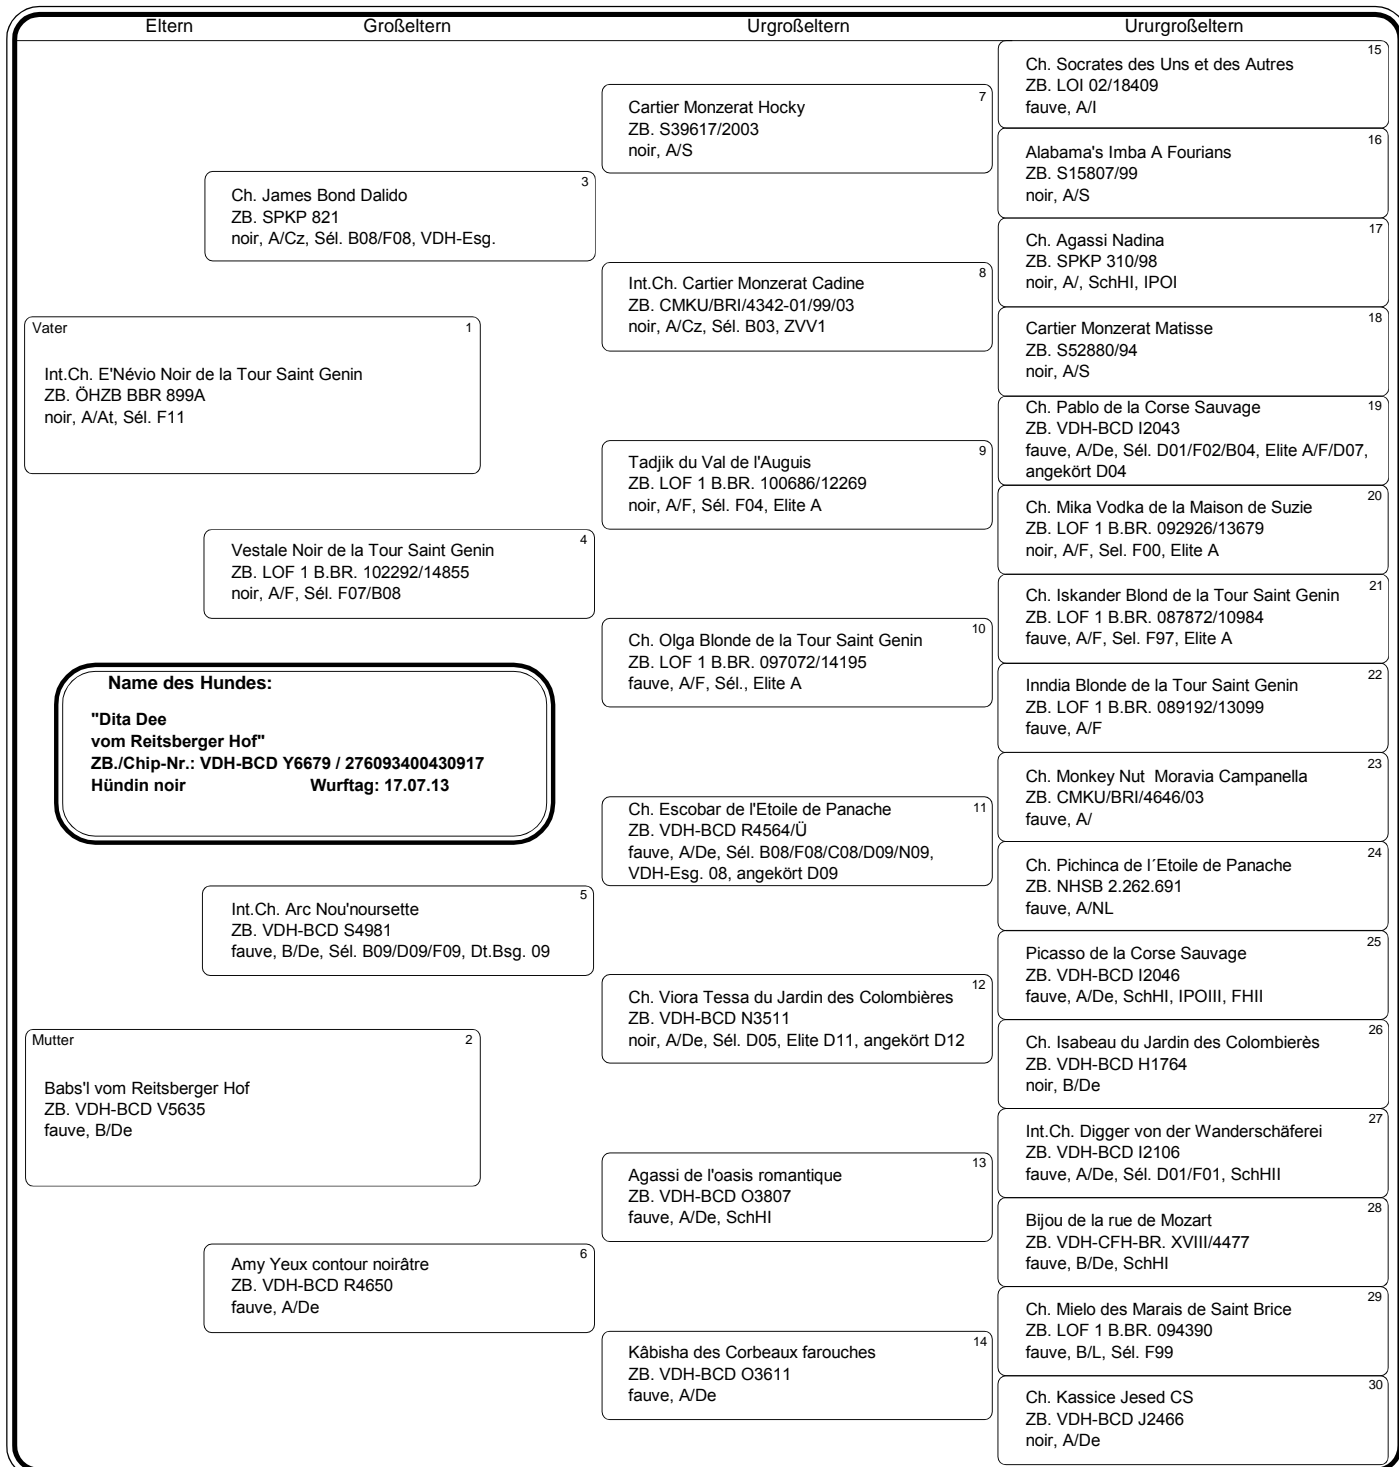 Eltern
Großeltern
Urgroßeltern
Ururgroßeltern
Vater 1
Int.Ch. E'Névio Noir de la Tour Saint Genin
ZB. ÖHZB BBR 899A
noir, A/At, Sél. F11
Mutter 2
Babs'l vom Reitsberger Hof
ZB. VDH-BCD V5635
fauve, B/De
3
Ch. James Bond Dalido
ZB. SPKP 821
noir, A/Cz, Sél. B08/F08, VDH-Esg.
4
Vestale Noir de la Tour Saint Genin
ZB. LOF 1 B.BR. 102292/14855
noir, A/F, Sél. F07/B08
Name des Hundes:
"Dita Dee
vom Reitsberger Hof"
ZB./Chip-Nr.: VDH-BCD Y6679 / 276093400430917
Hündin noir Wurftag: 17.07.13
5
Int.Ch. Arc Nou'noursette
ZB. VDH-BCD S4981
fauve, B/De, Sél. B09/D09/F09, Dt.Bsg. 09
6
Amy Yeux contour noirâtre
ZB. VDH-BCD R4650
fauve, A/De
7
Cartier Monzerat Hocky
ZB. S39617/2003
noir, A/S
8
Int.Ch. Cartier Monzerat Cadine
ZB. CMKU/BRI/4342-01/99/03
noir, A/Cz, Sél. B03, ZVV1
9
Tadjik du Val de l'Auguis
ZB. LOF 1 B.BR. 100686/12269
noir, A/F, Sél. F04, Elite A
10
Ch. Olga Blonde de la Tour Saint Genin
ZB. LOF 1 B.BR. 097072/14195
fauve, A/F, Sél., Elite A
11
Ch. Escobar de l'Etoile de Panache
ZB. VDH-BCD R4564/Ü
fauve, A/De, Sél. B08/F08/C08/D09/N09,
VDH-Esg. 08, angekört D09
12
Ch. Viora Tessa du Jardin des Colombières
ZB. VDH-BCD N3511
noir, A/De, Sél. D05, Elite D11, angekört D12
13
Agassi de l'oasis romantique
ZB. VDH-BCD O3807
fauve, A/De, SchHI
14
Kâbisha des Corbeaux farouches
ZB. VDH-BCD O3611
fauve, A/De
15
Ch. Socrates des Uns et des Autres
ZB. LOI 02/18409
fauve, A/I
16
Alabama's Imba A Fourians
ZB. S15807/99
noir, A/S
17
Ch. Agassi Nadina
ZB. SPKP 310/98
noir, A/, SchHI, IPOI
18
Cartier Monzerat Matisse
ZB. S52880/94
noir, A/S
19
Ch. Pablo de la Corse Sauvage
ZB. VDH-BCD I2043
fauve, A/De, Sél. D01/F02/B04, Elite A/F/D07,
angekört D04
20
Ch. Mika Vodka de la Maison de Suzie
ZB. LOF 1 B.BR. 092926/13679
noir, A/F, Sel. F00, Elite A
21
Ch. Iskander Blond de la Tour Saint Genin
ZB. LOF 1 B.BR. 087872/10984
fauve, A/F, Sel. F97, Elite A
22
Inndia Blonde de la Tour Saint Genin
ZB. LOF 1 B.BR. 089192/13099
fauve, A/F
23
Ch. Monkey Nut Moravia Campanella
ZB. CMKU/BRI/4646/03
fauve, A/
24
Ch. Pichinca de l´Etoile de Panache
ZB. NHSB 2.262.691
fauve, A/NL
25
Picasso de la Corse Sauvage
ZB. VDH-BCD I2046
fauve, A/De, SchHI, IPOIII, FHII
26
Ch. Isabeau du Jardin des Colombierès
ZB. VDH-BCD H1764
noir, B/De
27
Int.Ch. Digger von der Wanderschäferei
ZB. VDH-BCD I2106
fauve, A/De, Sél. D01/F01, SchHII
28
Bijou de la rue de Mozart
ZB. VDH-CFH-BR. XVIII/4477
fauve, B/De, SchHI
29
Ch. Mielo des Marais de Saint Brice
ZB. LOF 1 B.BR. 094390
fauve, B/L, Sél. F99
30
Ch. Kassice Jesed CS
ZB. VDH-BCD J2466
noir, A/De